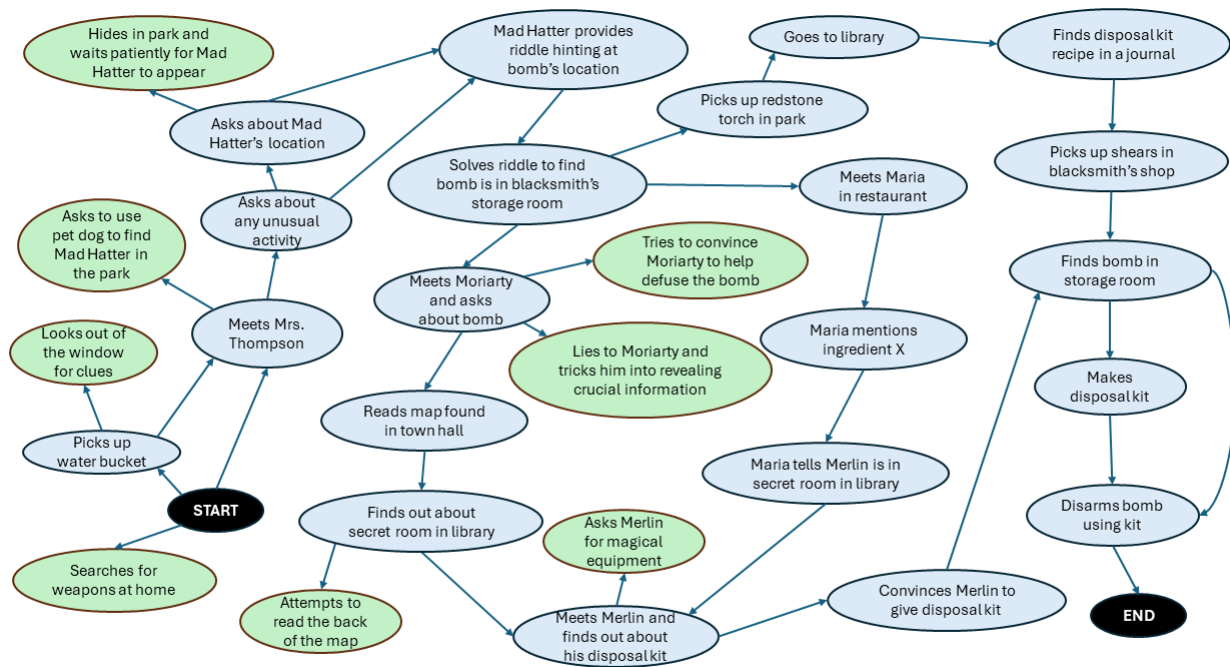 Hides in park and
waits patiently for Mad
Hatter to appear
Mad Hatter provides
riddle hinting at
bomb's location
Goes to library
Finds disposal kit
recipe in a journal
Asks about Mad
Hatter's location
Picks up redstone
torch in park
Solves riddle to find
bomb is in blacksmith's
storage room
Meets Maria
in restaurant
Picks up shears in
blacksmith's shop
Asks to use
pet dog to find
Mad Hatter in
the park
Asks about
any unusual
activity
Tries to convince
Moriarty to help
defuse the bomb
Finds bomb in
storage room
Meets Moriarty
and asks
about bomb
Meets Mrs.
Thompson
Looks out of
the window
for clues
Lies to Moriarty and
tricks him into revealing
crucial information
Maria mentions
ingredient X
Makes
disposal kit
Reads map found
in town hall
Picks up
water bucket
Maria tells Merlin is in
secret room in library
START
Finds out about
secret room in library
Asks Merlin
for magical
equipment
Disarms bomb
using kit
Searches for
weapons at home
Attempts to
read the back
of the map
Meets Merlin and
finds out about
his disposal kit
Convinces Merlin to
give disposal kit
END